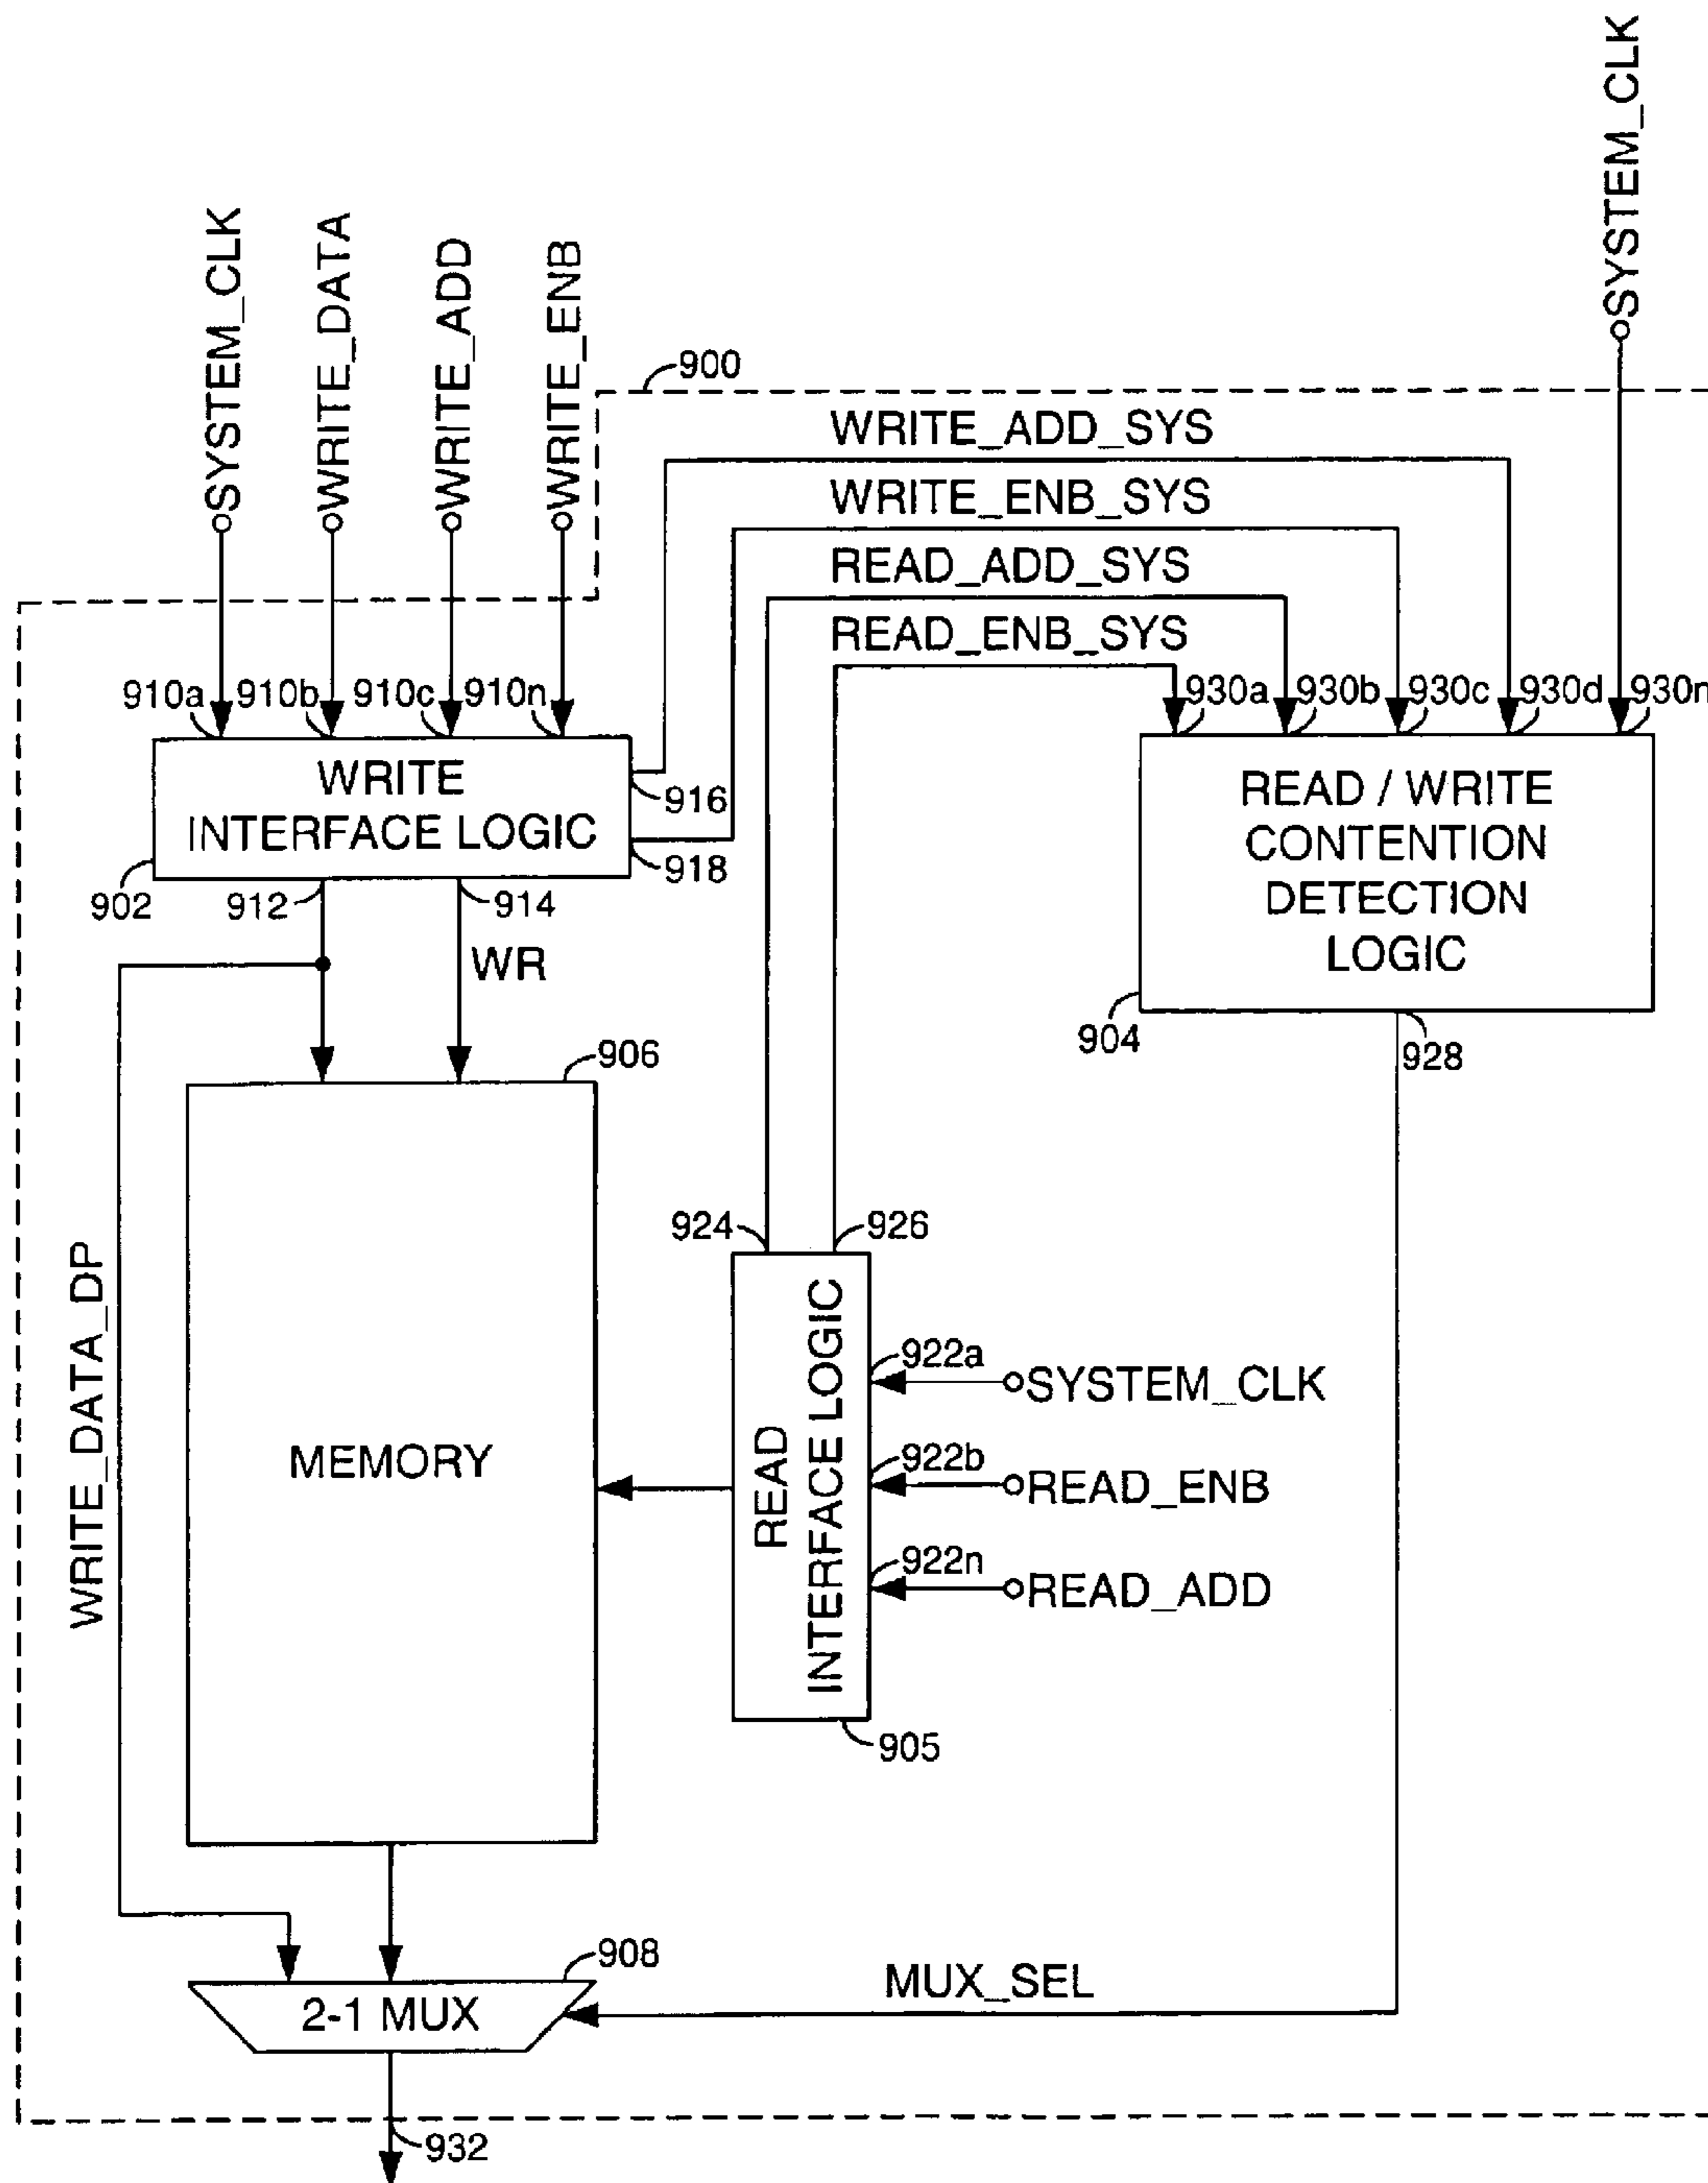 SYSTEM_CLK
SYSTEM_CLK
WRITE_DATA
WRITE_ADD
WRITE_ENB
900
WRITE_ADD_SYS
WRITE_ENB_SYS
READ_ADD_SYS
READ_ENB_SYS
910a
910b
910c
910n
930a
930b
930c
930d
930n
WRITE
INTERFACE LOGIC
916
918
902
912
914
WR
READ / WRITE
CONTENTION
DETECTION
LOGIC
904
928
906
924
926
WRITE_DATA_DP
MEMORY
READ
INTERFACE LOGIC
922a
SYSTEM_CLK
922b
READ_ENB
922n
READ_ADD
905
908
2-1 MUX
MUX_SEL
932